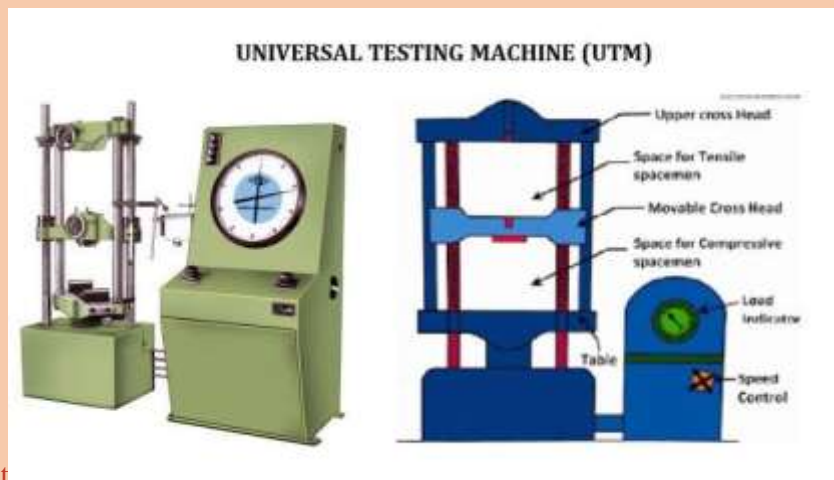 UNIVERSAL TESTING MACHINE (UTM)
Upper cross Head
Space for Tensile
spacemen
Movable Cross Head
Space for Compressive
spacemen
Load
Indicator
Table
Speed
Control
t